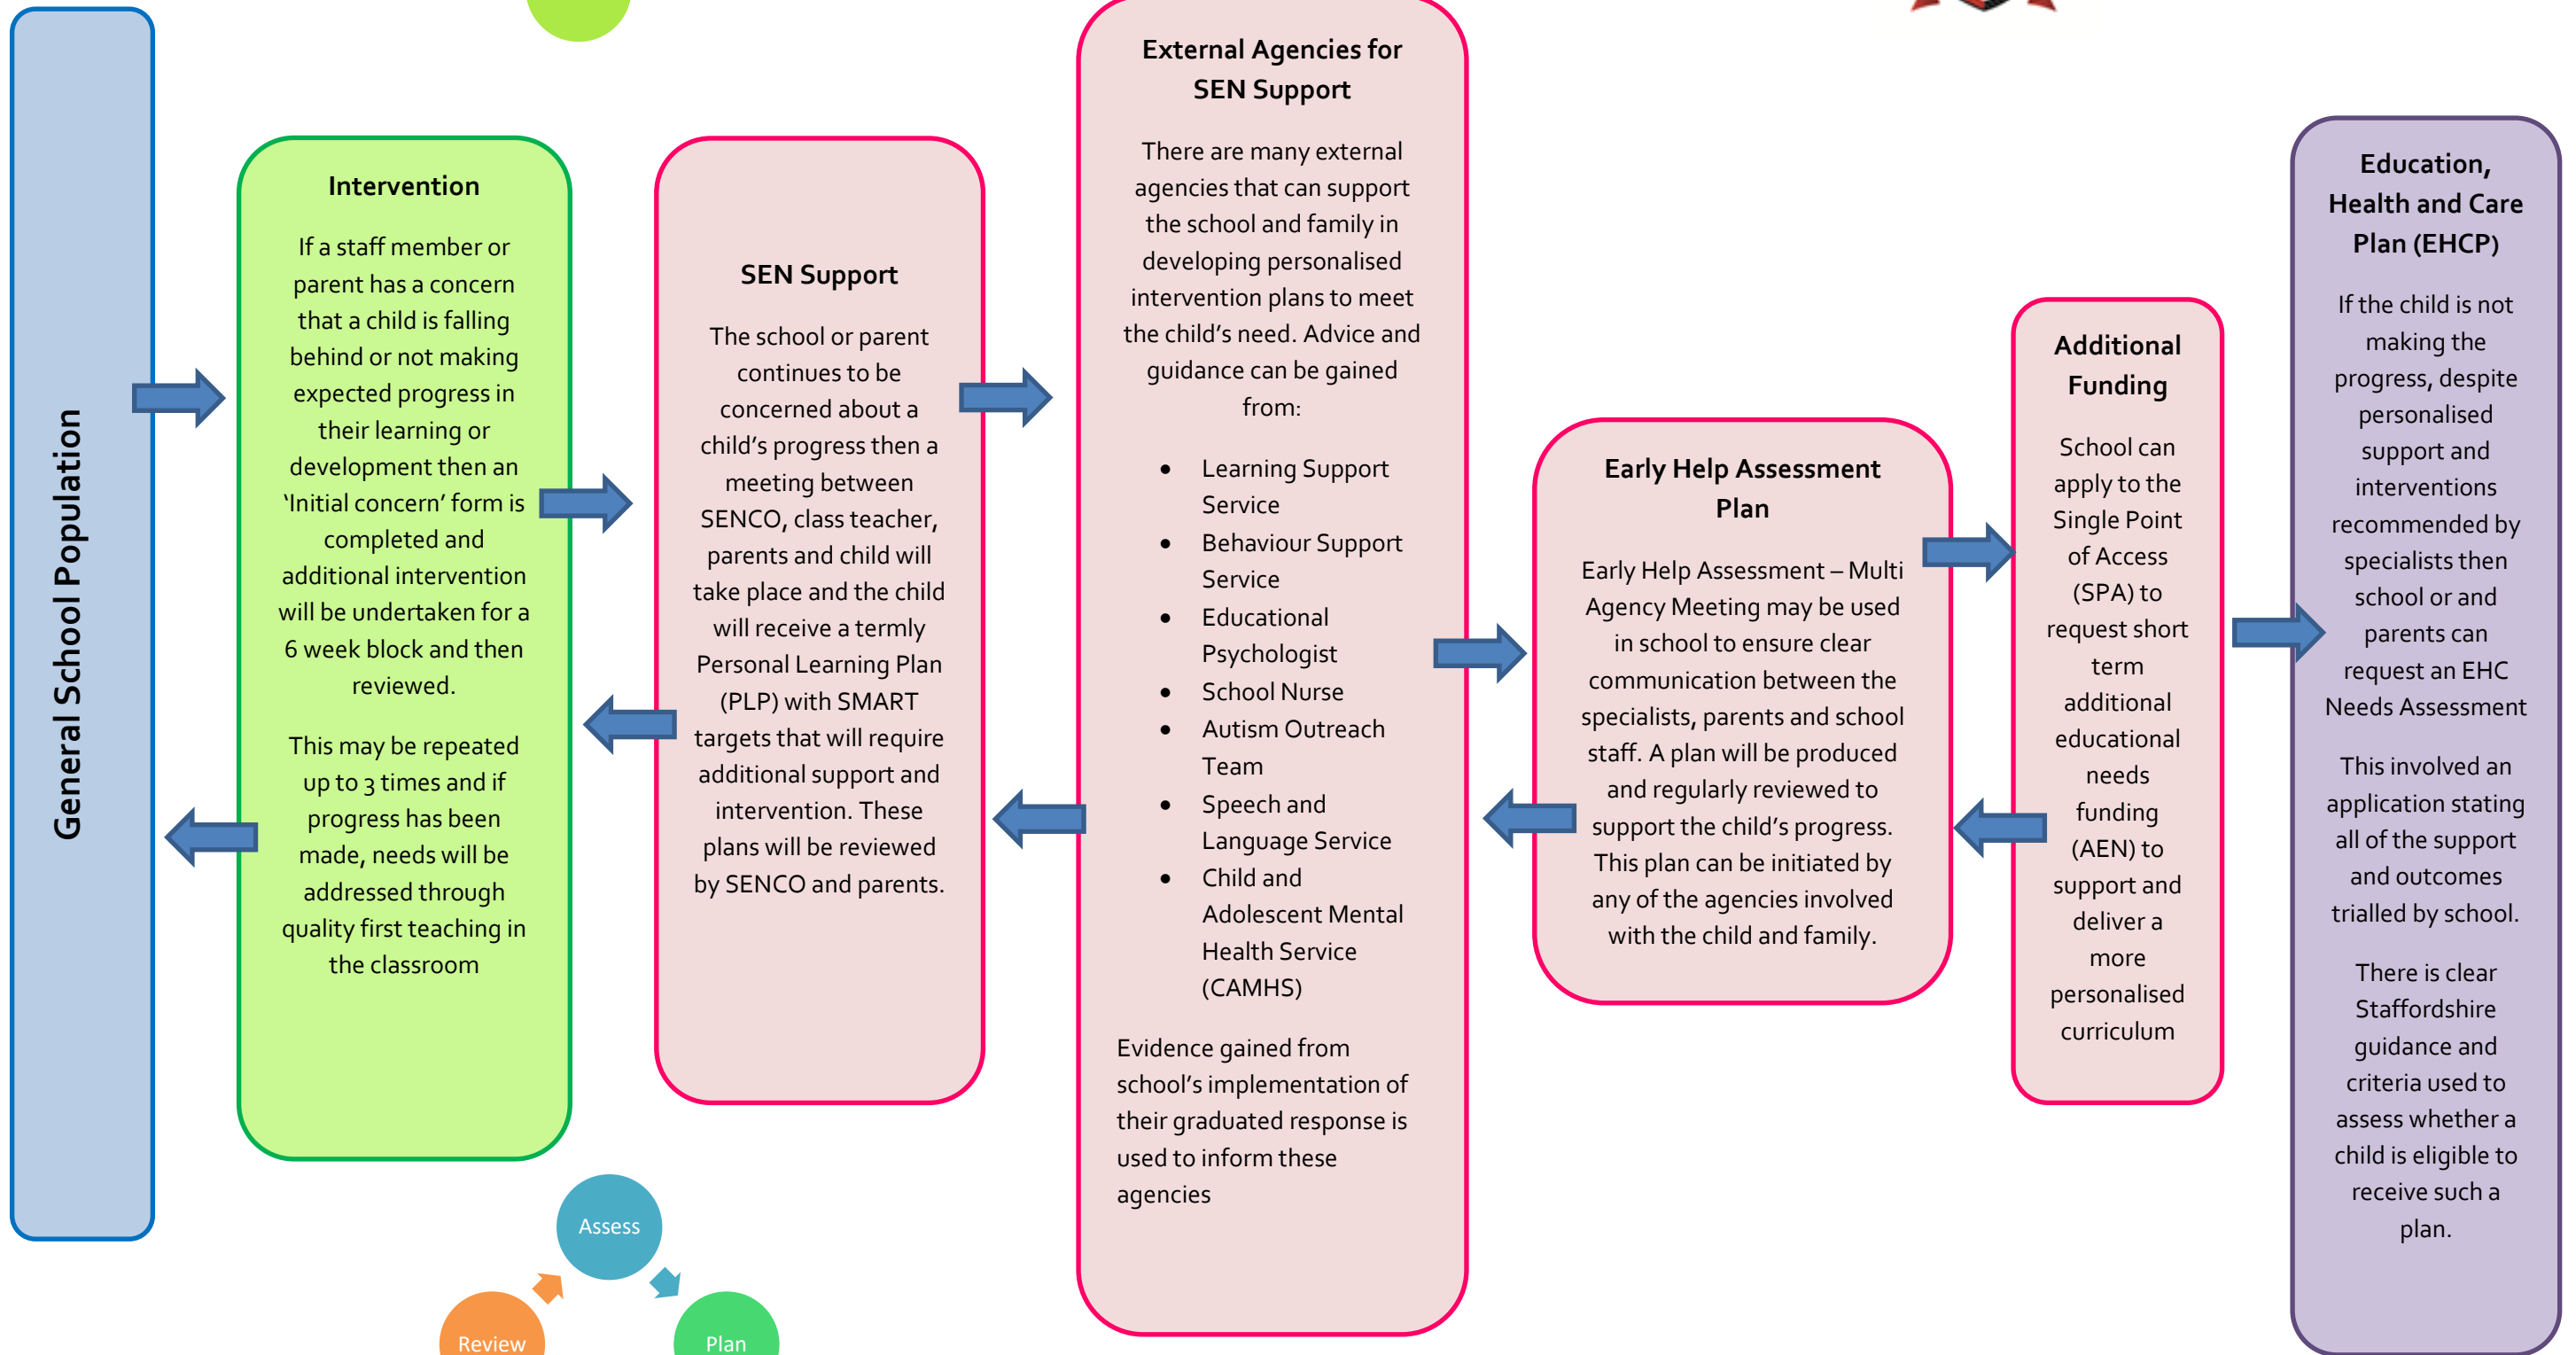 General School Population
Intervention
If a staff member or
parent has a concern
that a child is falling
behind or not making
expected progress in
their learning or
development then an
‘Initial concern’ form is
completed and
additional intervention
will be undertaken for a
6 week block and then
reviewed.
This may be repeated
up to 3 times and if
progress has been
made, needs will be
addressed through
quality first teaching in
the classroom
SEN Support
The school or parent
continues to be
concerned about a
child’s progress then a
meeting between
SENCO, class teacher,
parents and child will
take place and the child
will receive a termly
Personal Learning Plan
(PLP) with SMART
targets that will require
additional support and
intervention. These
plans will be reviewed
by SENCO and parents.
External Agencies for
SEN Support
There are many external
agencies that can support
the school and family in
developing personalised
intervention plans to meet
the child’s need. Advice and
guidance can be gained
from:
• Learning Support
Service
• Behaviour Support
Service
• Educational
Psychologist
• School Nurse
• Autism Outreach
Team
• Speech and
Language Service
• Child and
Adolescent Mental
Health Service
(CAMHS)
Evidence gained from
school’s implementation of
their graduated response is
used to inform these
agencies
Early Help Assessment
Plan
Early Help Assessment – Multi
Agency Meeting may be used
in school to ensure clear
communication between the
specialists, parents and school
staff. A plan will be produced
and regularly reviewed to
support the child’s progress.
This plan can be initiated by
any of the agencies involved
with the child and family.
Additional
Funding
School can
apply to the
Single Point
of Access
(SPA) to
request short
term
additional
educational
needs
funding
(AEN) to
support and
deliver a
more
personalised
curriculum
Education,
Health and Care
Plan (EHCP)
If the child is not
making the
progress, despite
personalised
support and
interventions
recommended by
specialists then
school or and
parents can
request an EHC
Needs Assessment
This involved an
application stating
all of the support
and outcomes
trialled by school.
There is clear
Staffordshire
guidance and
criteria used to
assess whether a
child is eligible to
receive such a
plan.
Assess
Review
Plan